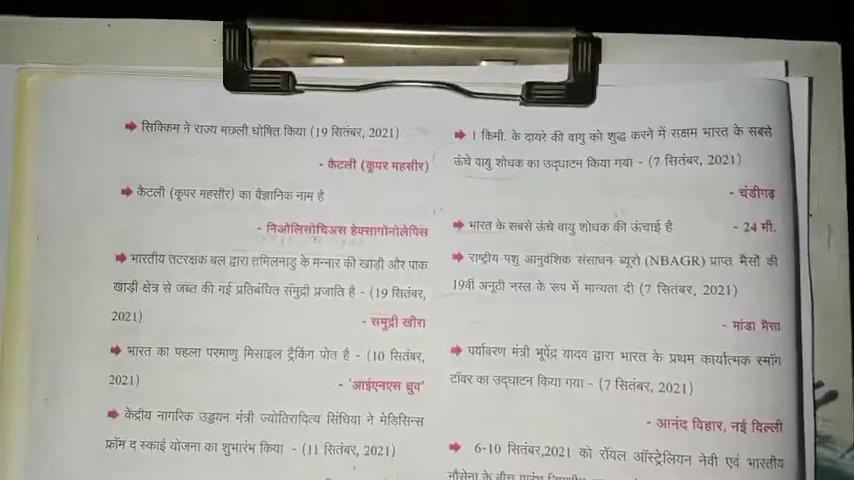 ➡ सिक्किम ने राज्य मछली घोषित किया (19 सितंबर, 2021)
- कैटली (कूपर महसीर)
➡ कैटली (कूपर महसीर) का वैज्ञानिक नाम है
- निओलिसोचिअस हेक्सागोनोलेपिस
➡ भारतीय तटरक्षक बल द्वारा तमिलनाडु के मन्नार की खाड़ी और पाक
खाड़ी क्षेत्र से जब्त की गई प्रतिबंधित समुद्री प्रजाति है - (19 सितंबर,
2021) - समुद्री खीरा
➡ भारत का पहला परमाणु मिसाइल ट्रैकिंग पोत है - (10 सितंबर,
2021) - 'आईएनएस ध्रुव'
➡ केंद्रीय नागरिक उड्डयन मंत्री ज्योतिरादित्य सिंधिया ने मेडिसिन्स
फ्रॉम द स्काई योजना का शुभारंभ किया - (11 सितंबर, 2021)
➡ 1 किमी. के दायरे की वायु को शुद्ध करने में सक्षम भारत के सबसे
ऊंचे वायु शोधक का उद्घाटन किया गया - (7 सितंबर, 2021)
- चंडीगढ़
➡ भारत के सबसे ऊंचे वायु शोधक की ऊंचाई है - 24 मी.
➡ राष्ट्रीय पशु आनुवंशिक संसाधन ब्यूरो (NBAGR) प्राप्त भैंसों की
19वीं अनूठी नस्ल के रूप में मान्यता दी (7 सितंबर, 2021)
- मांडा भैंसा
➡ पर्यावरण मंत्री भूपेंद्र यादव द्वारा भारत के प्रथम कार्यात्मक स्मॉग
टॉवर का उद्घाटन किया गया - (7 सितंबर, 2021)
- आनंद विहार, नई दिल्ली
➡ 6-10 सितंबर,2021 को रॉयल ऑस्ट्रेलियन नेवी एवं भारतीय
नौसेना के बीच